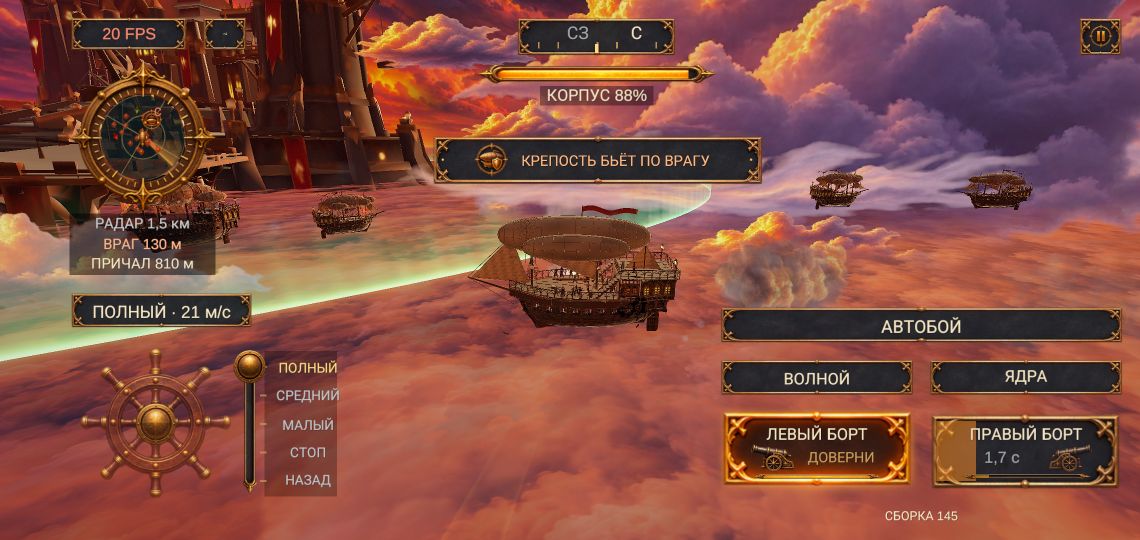 20 FPS
СЗ С
КОРПУС 88%
КРЕПОСТЬ БЬЁТ ПО ВРАГУ
РАДАР 1,5 км
ВРАГ 130 м
ПРИЧАЛ 810 м
ПОЛНЫЙ · 21 м/с
ПОЛНЫЙ
СРЕДНИЙ
МАЛЫЙ
СТОП
НАЗАД
АВТОБОЙ
ВОЛНОЙ
ЯДРА
ЛЕВЫЙ БОРТ
ДОВЕРНИ
ПРАВЫЙ БОРТ
1,7 с
СБОРКА 145